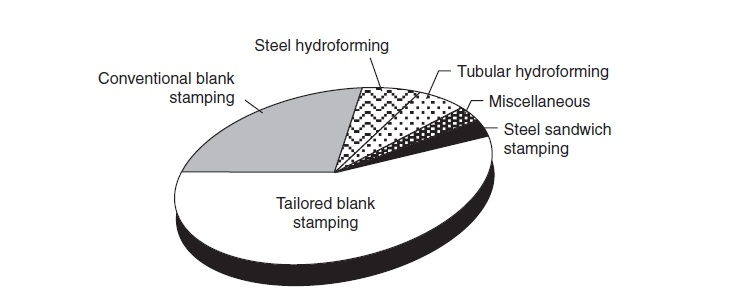 Steel hydroforming
Conventional blank
stamping
Tubular hydroforming
Miscellaneous
Steel sandwich
stamping
Tailored blank
stamping